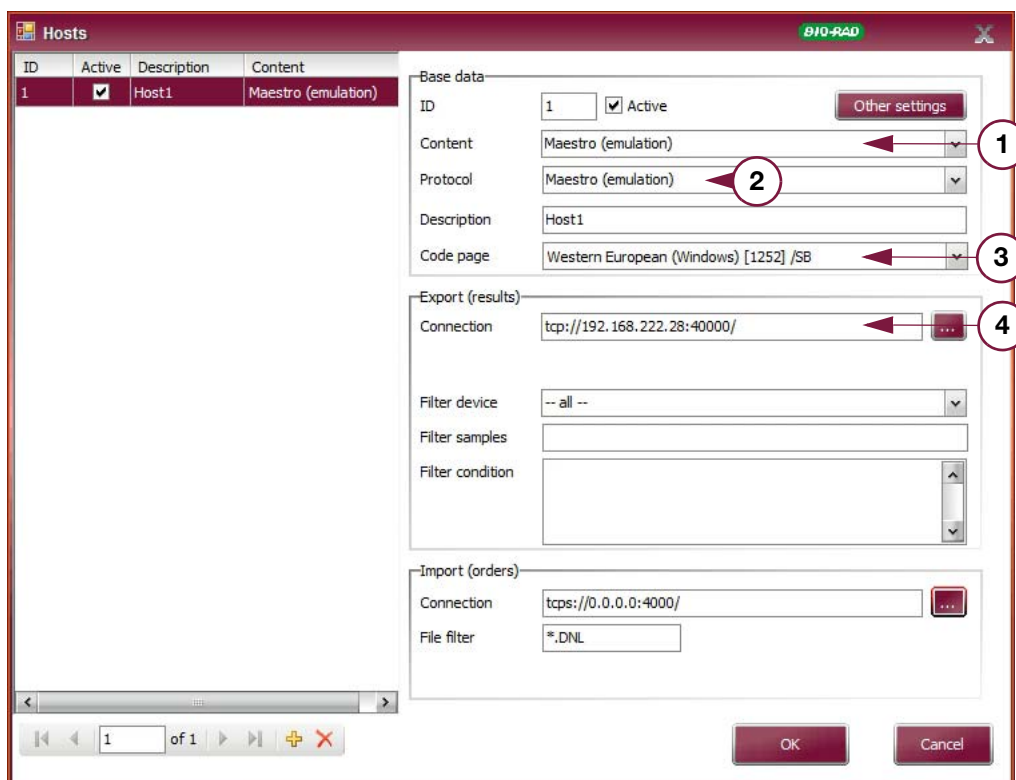 Hosts
BIO-RAD
ID Active Description Content
1 Host1 Maestro (emulation)
Base data
ID 1 Active Other settings
Content Maestro (emulation) 1
Protocol Maestro (emulation) 2
Description Host1
Code page Western European (Windows) [1252] /SB 3
Export (results)
Connection tcp://192.168.222.28:40000/ ... 4
Filter device -- all --
Filter samples
Filter condition
Import (orders)
Connection tcps://0.0.0.0:4000/ ...
File filter *.DNL
1 of 1
OK Cancel